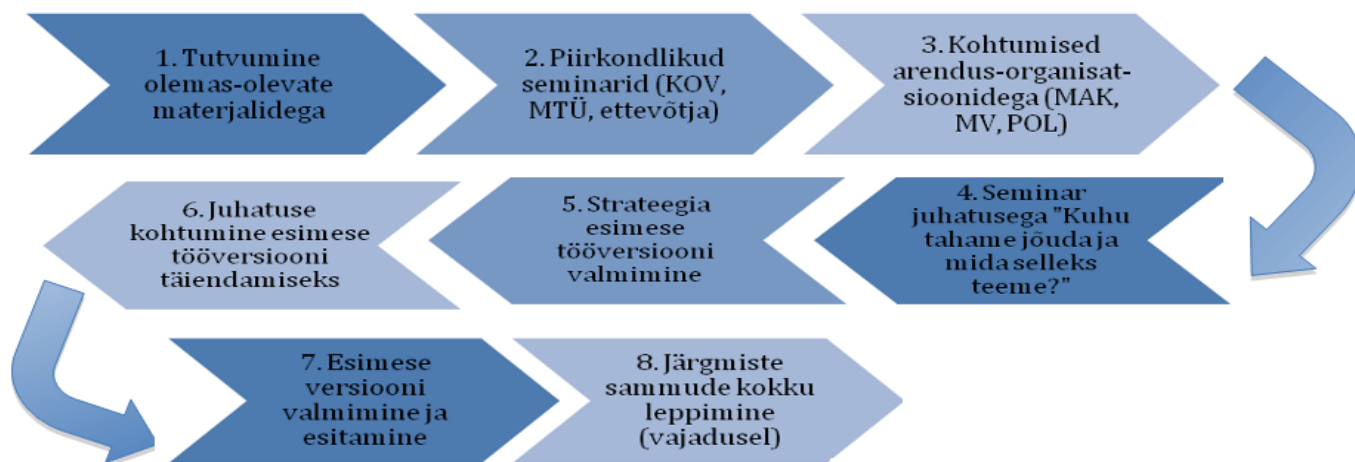 1. Tutvumine
olemas-olevate
materjalidega
2. Piirkondlikud
seminarid (KOV,
MTÜ, ettevõtja)
3. Kohtumised
arendus-organisat-
sioonidega (MAK,
MV, POL)
4. Seminar
juhatusega "Kuhu
tahame jõuda ja
mida selleks
teeme?"
5. Strateegia
esimese
tööversiooni
valmimine
6. Juhatuse
kohtumine esimese
tööversiooni
täiendamiseks
7. Esimese
versiooni
valmimine ja
esitamine
8. Järgmiste
sammude kokku
leppimine
(vajadusel)